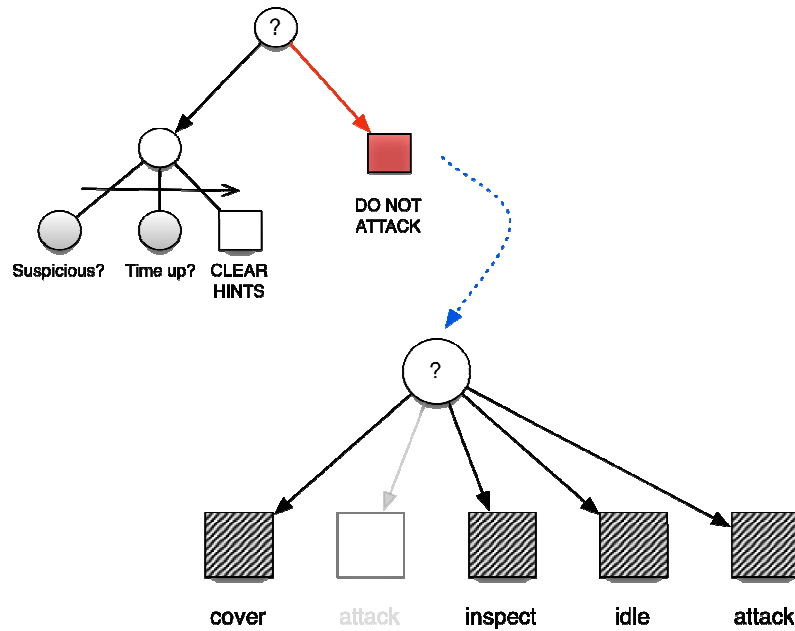 ?
DO NOT
ATTACK
Suspicious?
Time up?
CLEAR
HINTS
?
cover
attack
inspect
idle
attack